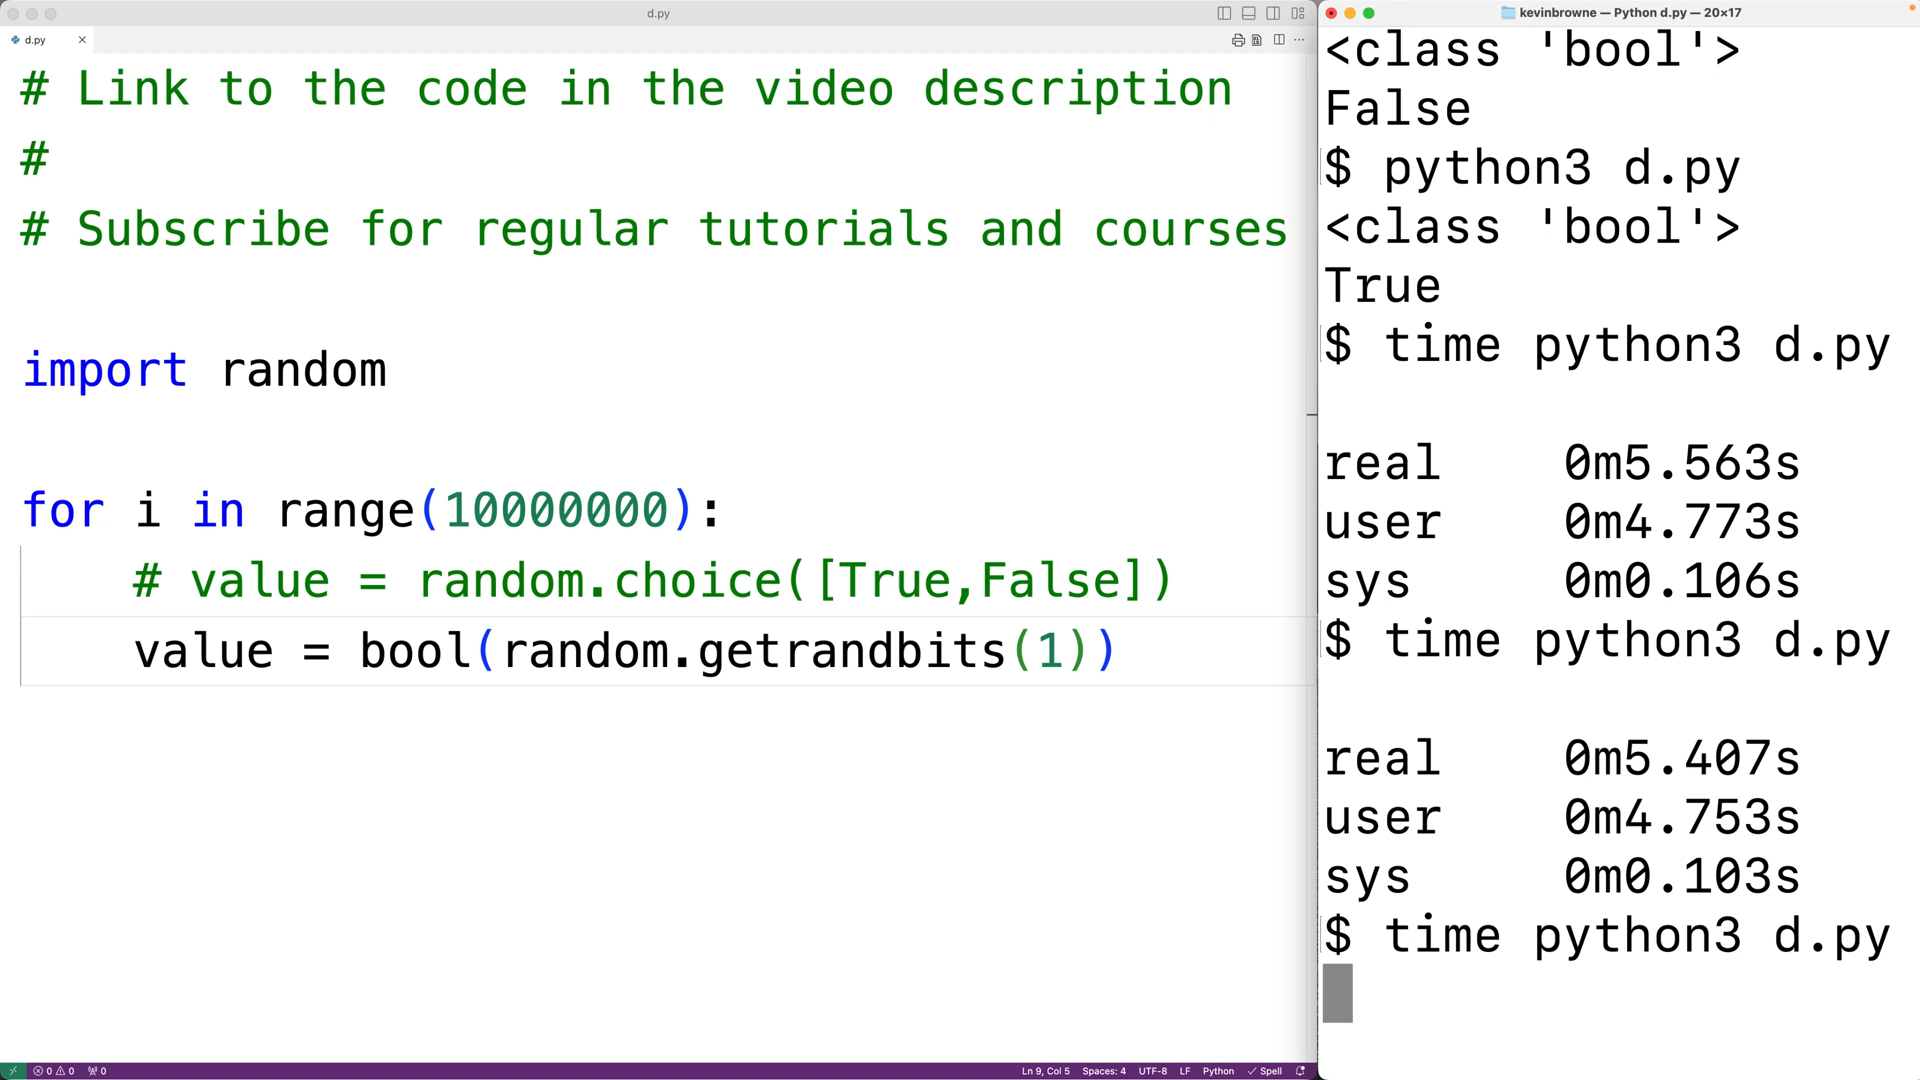 d.py
d.py
# Link to the code in the video description
#
# Subscribe for regular tutorials and courses
import random
for i in range(10000000):
# value = random.choice([True,False])
value = bool(random.getrandbits(1))
0 0 0
Ln 9, Col 5 Spaces: 4 UTF-8 LF Python Spell
kevinbrowne — Python d.py — 20×17
<class 'bool'>
False
$ python3 d.py
<class 'bool'>
True
$ time python3 d.py
real 0m5.563s
user 0m4.773s
sys 0m0.106s
$ time python3 d.py
real 0m5.407s
user 0m4.753s
sys 0m0.103s
$ time python3 d.py